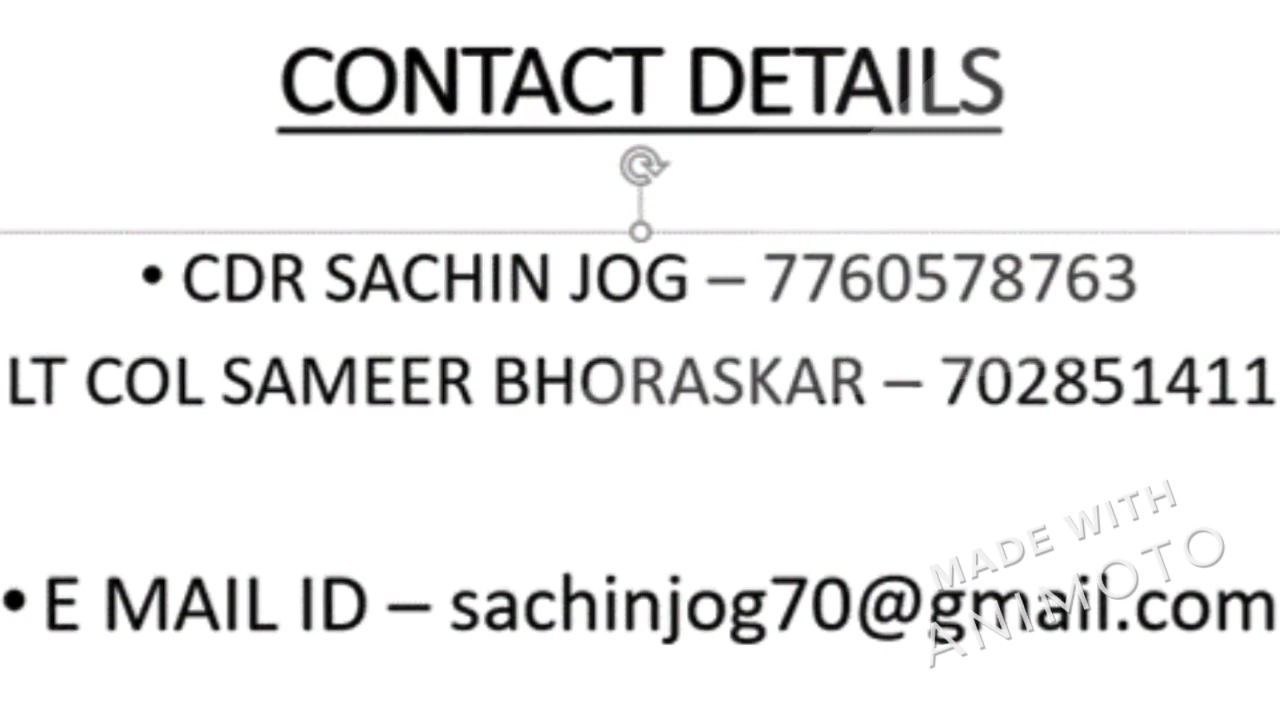 CONTACT DETAILS
• CDR SACHIN JOG – 7760578763
LT COL SAMEER BHORASKAR – 702851411
• E MAIL ID – sachinjog70@gmail.com
MADE WITH
ANIMOTO